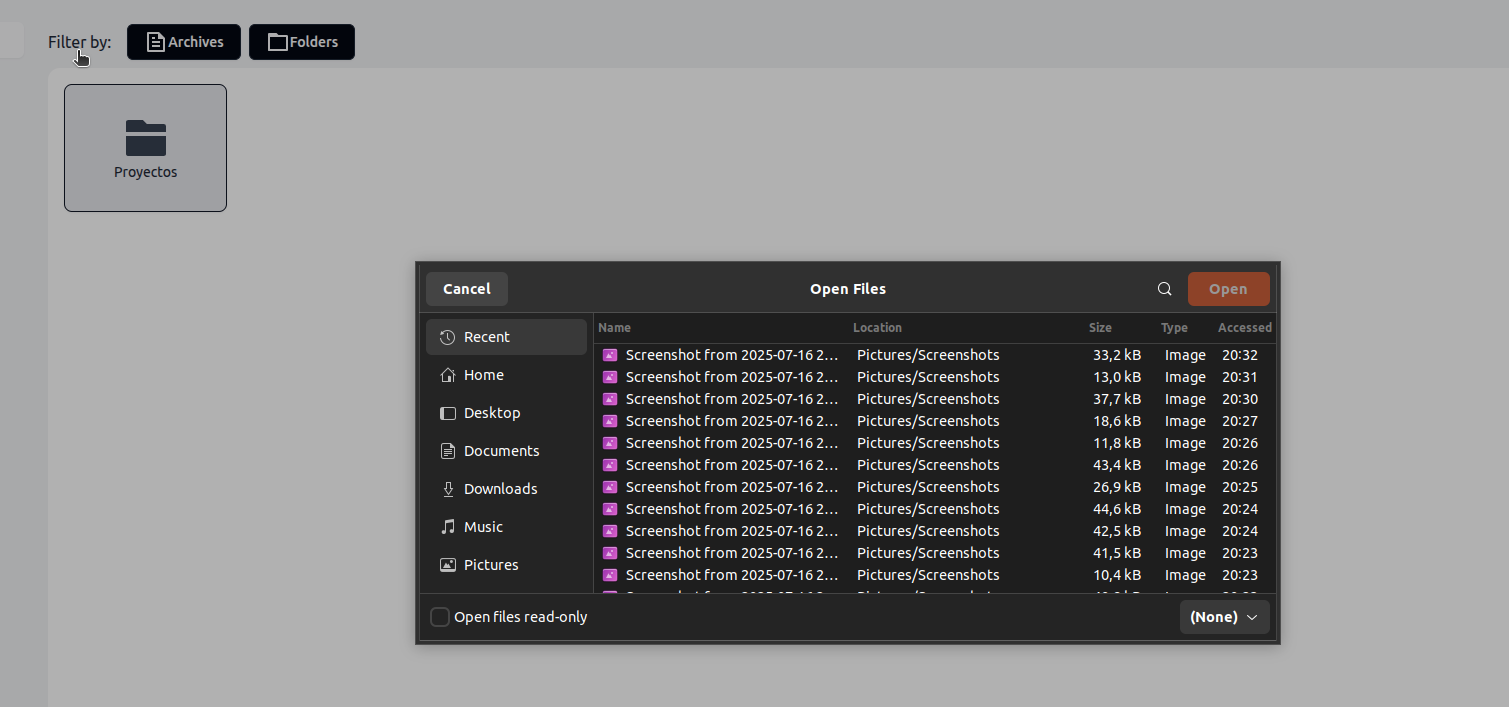 Filter by: Archives Folders
Proyectos
Cancel Open Files Open
Recent
Home
Desktop
Documents
Downloads
Music
Pictures
Name Location Size Type Accessed
Screenshot from 2025-07-16 2… Pictures/Screenshots 33,2 kB Image 20:32
Screenshot from 2025-07-16 2… Pictures/Screenshots 13,0 kB Image 20:31
Screenshot from 2025-07-16 2… Pictures/Screenshots 37,7 kB Image 20:30
Screenshot from 2025-07-16 2… Pictures/Screenshots 18,6 kB Image 20:27
Screenshot from 2025-07-16 2… Pictures/Screenshots 11,8 kB Image 20:26
Screenshot from 2025-07-16 2… Pictures/Screenshots 43,4 kB Image 20:26
Screenshot from 2025-07-16 2… Pictures/Screenshots 26,9 kB Image 20:25
Screenshot from 2025-07-16 2… Pictures/Screenshots 44,6 kB Image 20:24
Screenshot from 2025-07-16 2… Pictures/Screenshots 42,5 kB Image 20:24
Screenshot from 2025-07-16 2… Pictures/Screenshots 41,5 kB Image 20:23
Screenshot from 2025-07-16 2… Pictures/Screenshots 10,4 kB Image 20:23
Open files read-only (None)